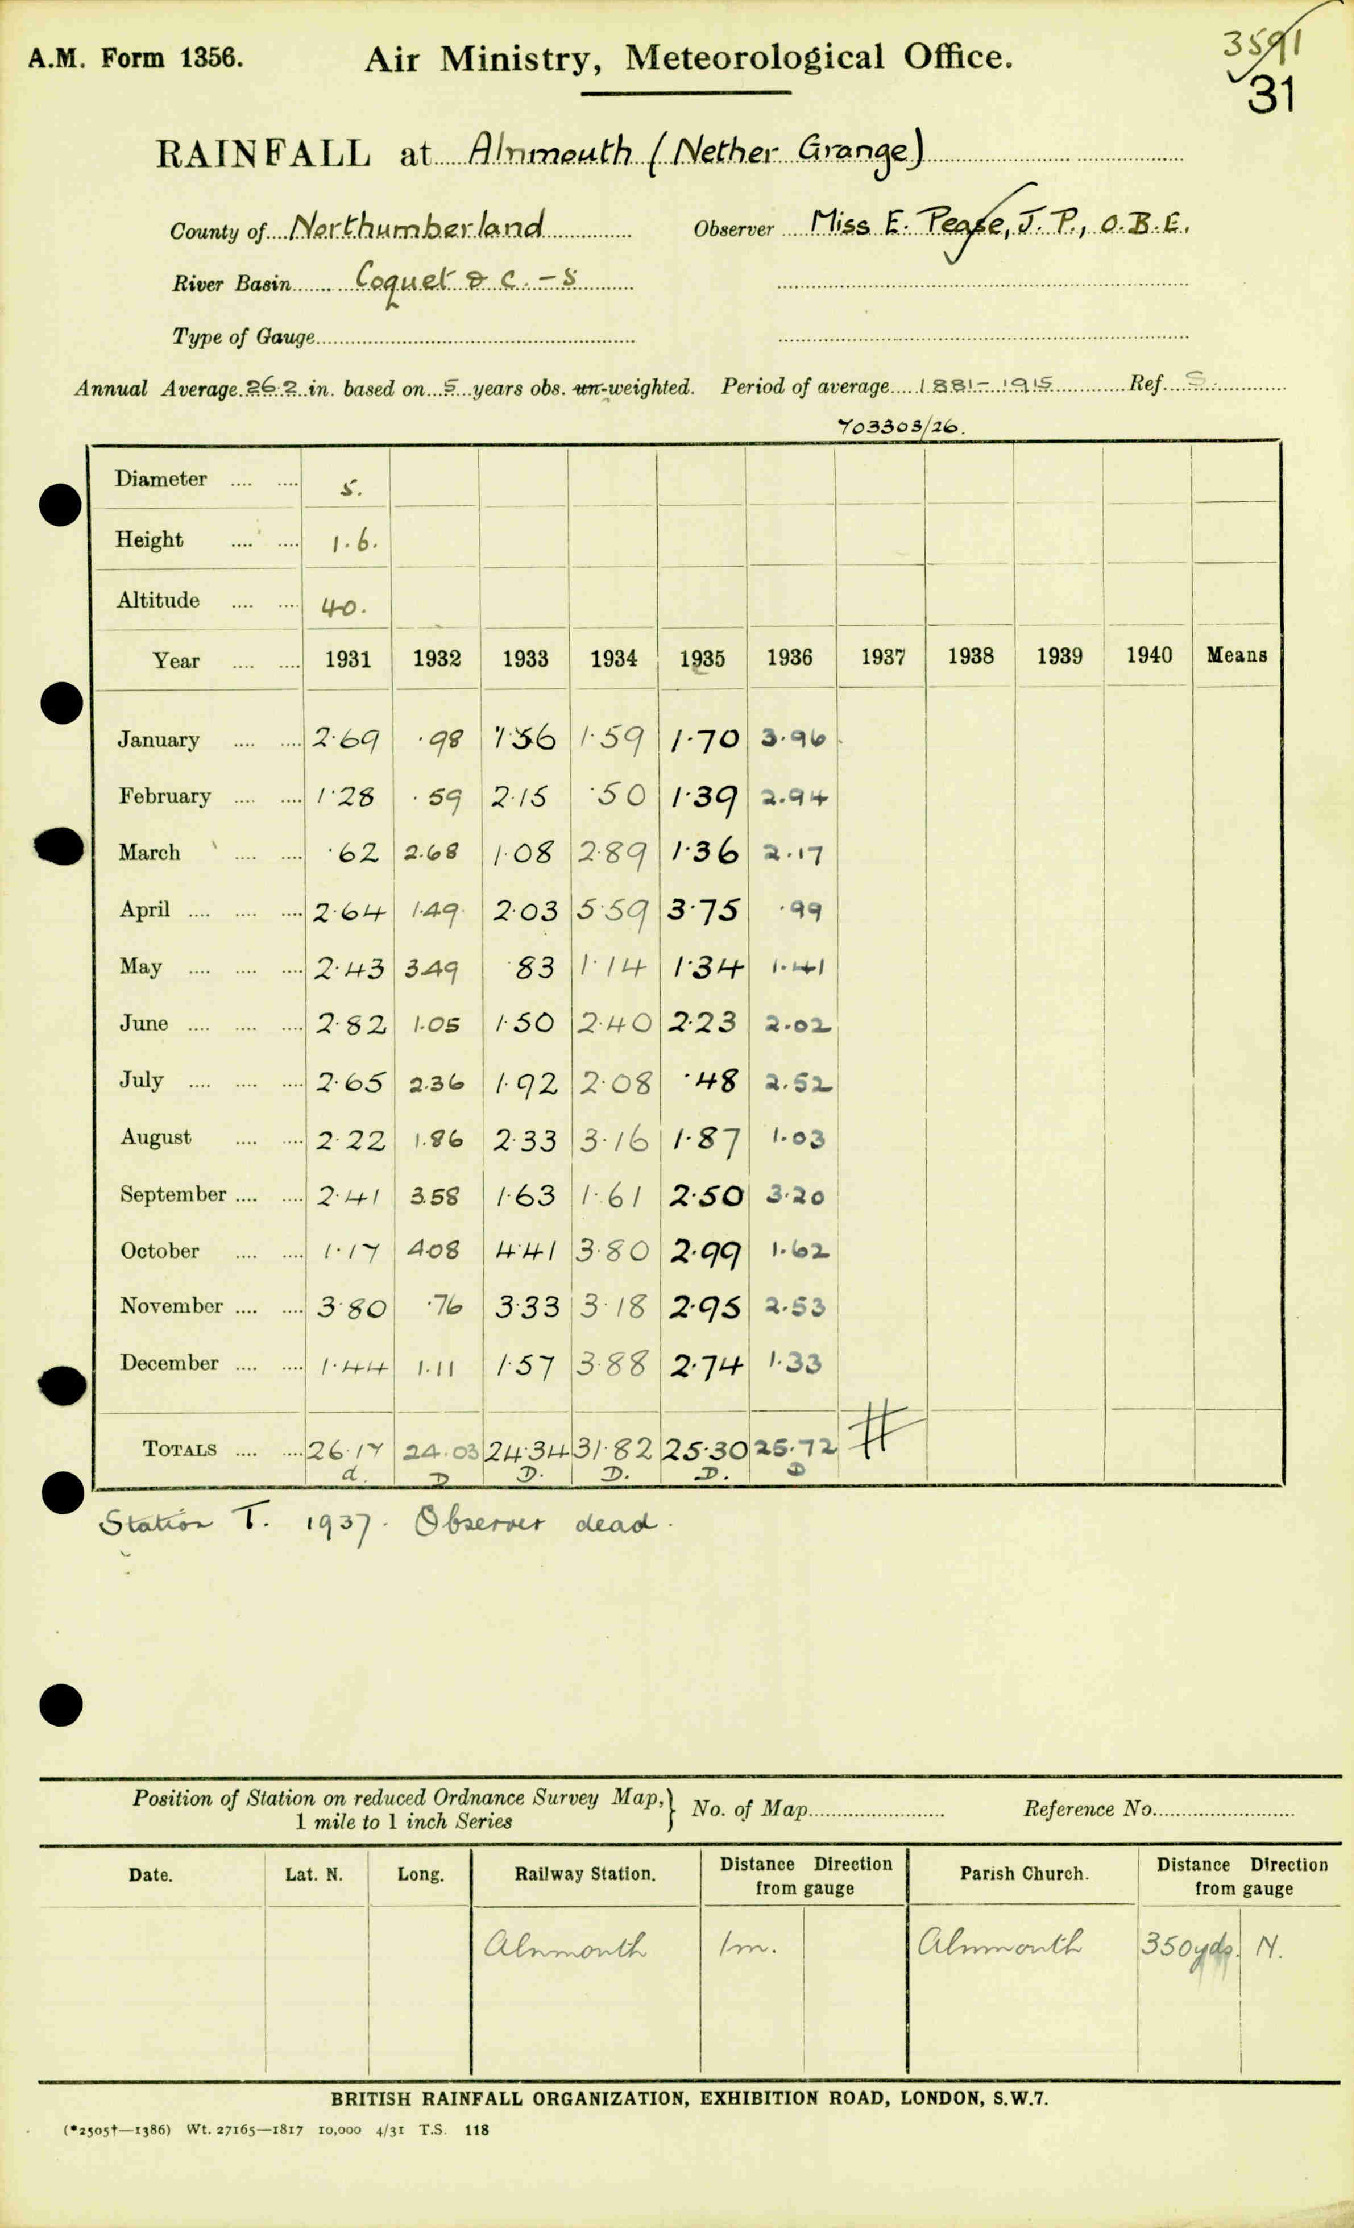 3591
A.M. Form 1356. Air Ministry, Meteorological Office. 31
RAINFALL at Alnmouth (Nether Grange)
County of Northumberland Observer Miss E. Pease, J.P., O.B.E.
River Basin Coquet & C. - S
Type of Gauge
Annual Average 26.2 in. based on 5 years obs. un-weighted. Period of average 1881-1915 Ref. S.
703303/26.
Diameter 5.
Height 1.6.
Altitude 40.
Year 1931 1932 1933 1934 1935 1936 1937 1938 1939 1940 Means
January 2.69 .98 1.56 1.59 1.70 3.96
February 1.28 .59 2.15 .50 1.39 2.94
March .62 2.68 1.08 2.89 1.36 2.17
April 2.64 1.49 2.03 5.59 3.75 .99
May 2.43 3.49 .83 1.14 1.34 1.41
June 2.82 1.05 1.50 2.40 2.23 2.02
July 2.65 2.36 1.92 2.08 .48 2.52
August 2.22 1.86 2.33 3.16 1.87 1.03
September 2.41 3.58 1.63 1.61 2.50 3.20
October 1.17 4.08 4.41 3.80 2.99 1.62
November 3.80 .76 3.33 3.18 2.95 2.53
December 1.44 1.11 1.57 3.88 2.74 1.33
TOTALS 26.17 24.03 24.34 31.82 25.30 25.72 #
d. D D. D. D. D
Station T. 1937. Observer dead.
Position of Station on reduced Ordnance Survey Map,} No. of Map Reference No.
1 mile to 1 inch Series
Date. Lat. N. Long. Railway Station. Distance Direction from gauge Parish Church. Distance Direction from gauge
Alnmouth 1m. Alnmouth 350yds. N.
BRITISH RAINFALL ORGANIZATION, EXHIBITION ROAD, LONDON, S.W.7.
(*2505†—1386) Wt. 27165—1817 10,000 4/31 T.S. 118